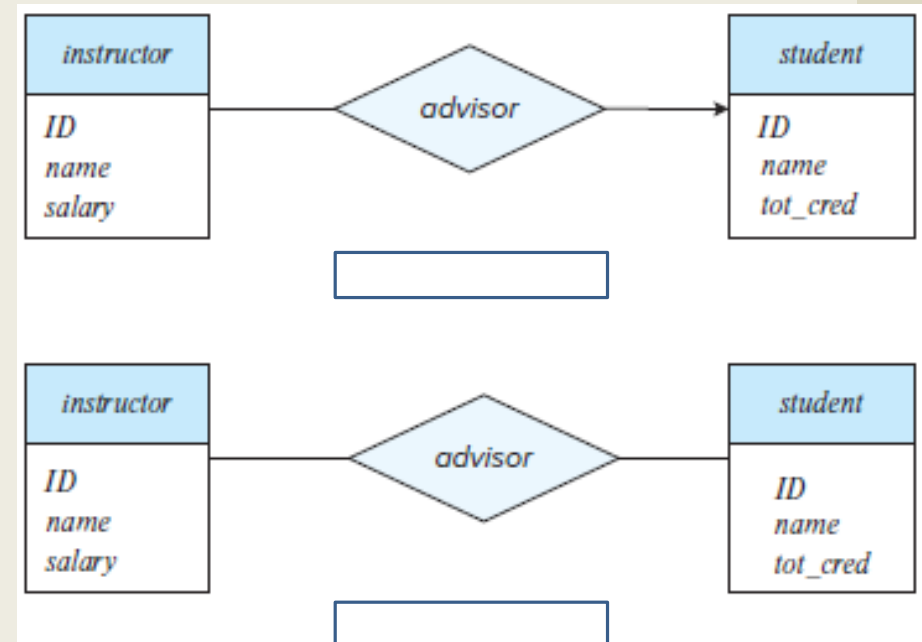 instructor
advisor
student
ID
name
salary
ID
name
tot_cred
instructor
advisor
student
ID
name
salary
ID
name
tot_cred